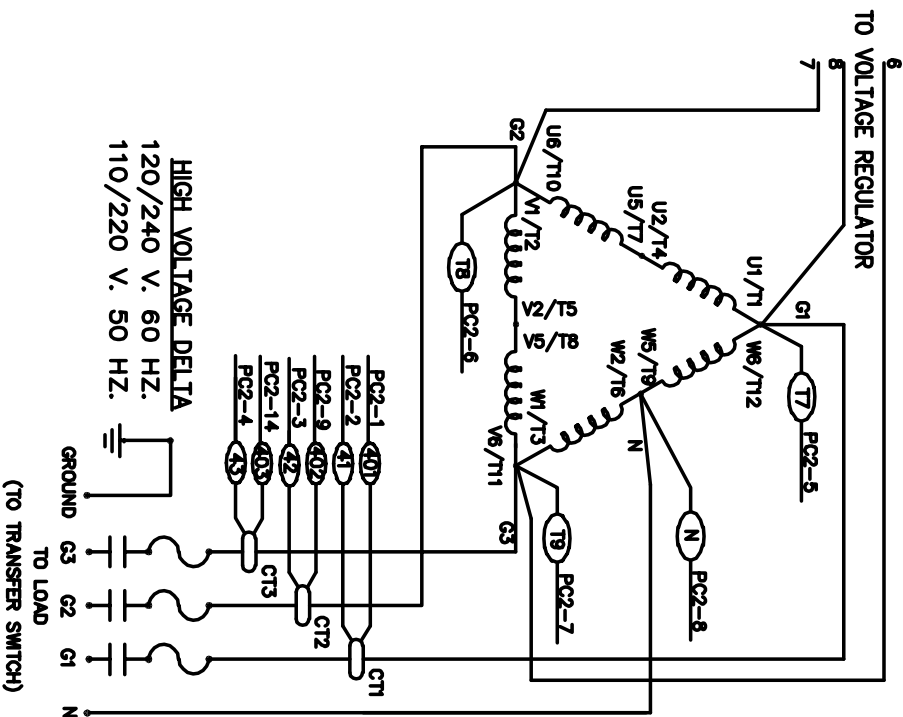 TO VOLTAGE REGULATOR
6
8
7
G2
U6/T10
U5/T7
U2/T4
U1/T1
G1
W6/T12
W5/T9
W2/T6
V1/T2
V2/T5
V5/T8
W1/T3
V6/T11
G3
N
T7
PC2-5
T8
PC2-6
N
PC2-8
T9
PC2-7
PC2-1
401
PC2-2
41
PC2-9
402
PC2-3
42
PC2-14
403
PC2-4
43
CT1
CT2
CT3
HIGH VOLTAGE DELTA
120/240 V. 60 HZ.
110/220 V. 50 HZ.
GROUND
G3
G2
G1
N
TO LOAD
(TO TRANSFER SWITCH)